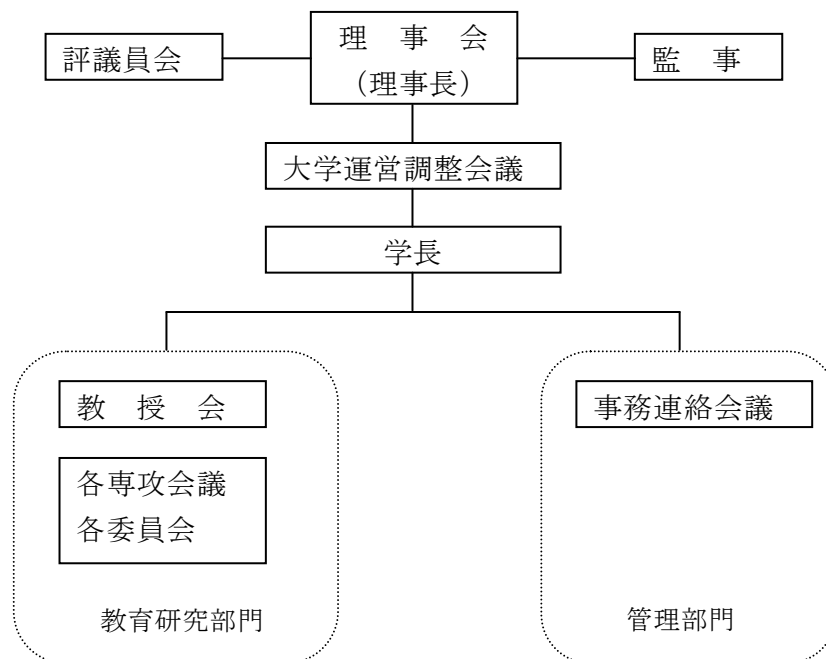 評議員会
理　事　会
（理事長）
監　事
大学運営調整会議
学長
教　授　会
事務連絡会議
各専攻会議
各委員会
教育研究部門
管理部門